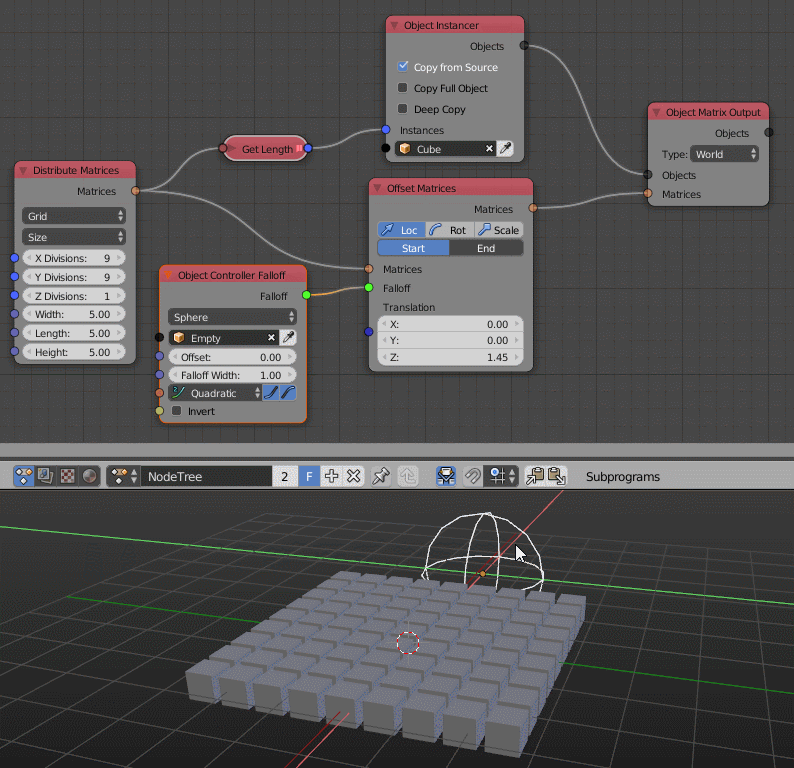 Object Instancer
Objects
Copy from Source
Copy Full Object
Deep Copy
Instances
Cube
Object Matrix Output
Objects
Type: World
Objects
Matrices
Get Length
Distribute Matrices
Matrices
Grid
Size
X Divisions: 9
Y Divisions: 9
Z Divisions: 1
Width: 5.00
Length: 5.00
Height: 5.00
Offset Matrices
Matrices
Loc Rot Scale
Start End
Matrices
Falloff
Translation
X: 0.00
Y: 0.00
Z: 1.45
Object Controller Falloff
Falloff
Sphere
Empty
Offset: 0.00
Falloff Width: 1.00
Quadratic
Invert
NodeTree 2 F Subprograms